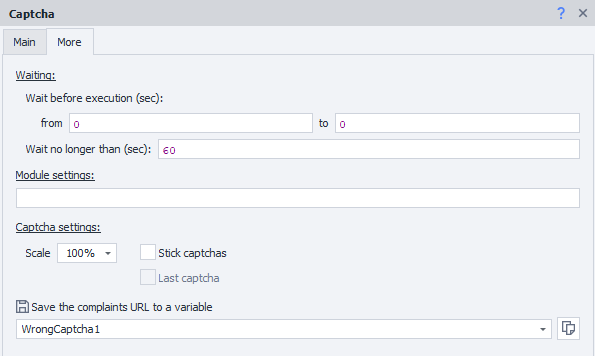 Captcha ? ×
Main More
Waiting:
Wait before execution (sec):
from 0 to 0
Wait no longer than (sec): 60
Module settings:
Captcha settings:
Scale 100% Stick captchas
Last captcha
Save the complaints URL to a variable
WrongCaptcha1